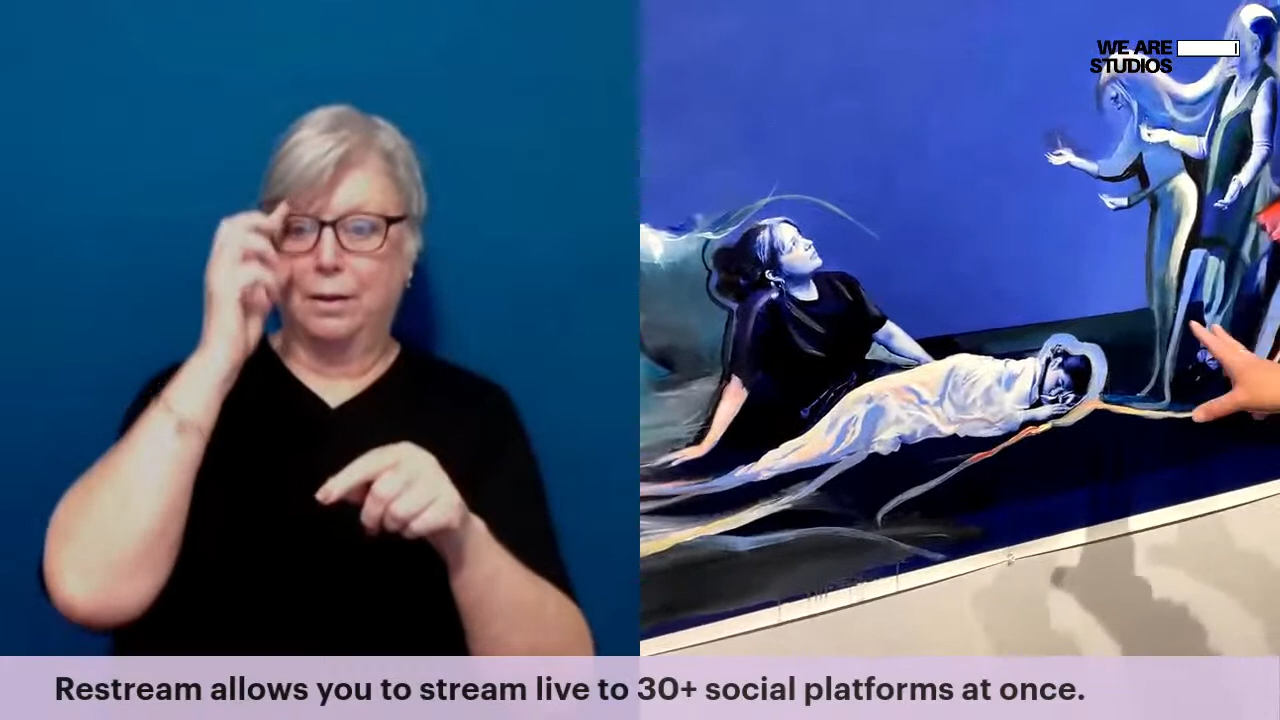 WE ARE
STUDIOS
Restream allows you to stream live to 30+ social platforms at once.